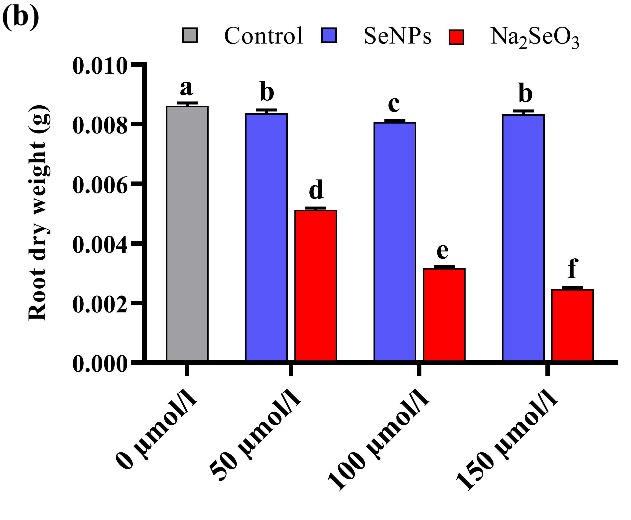 (b)
Control SeNPs Na₂SeO₃
Root dry weight (g)
0.010
0.008
0.006
0.004
0.002
0.000
a
b
d
c
e
b
f
0 μmol/l
50 μmol/l
100 μmol/l
150 μmol/l